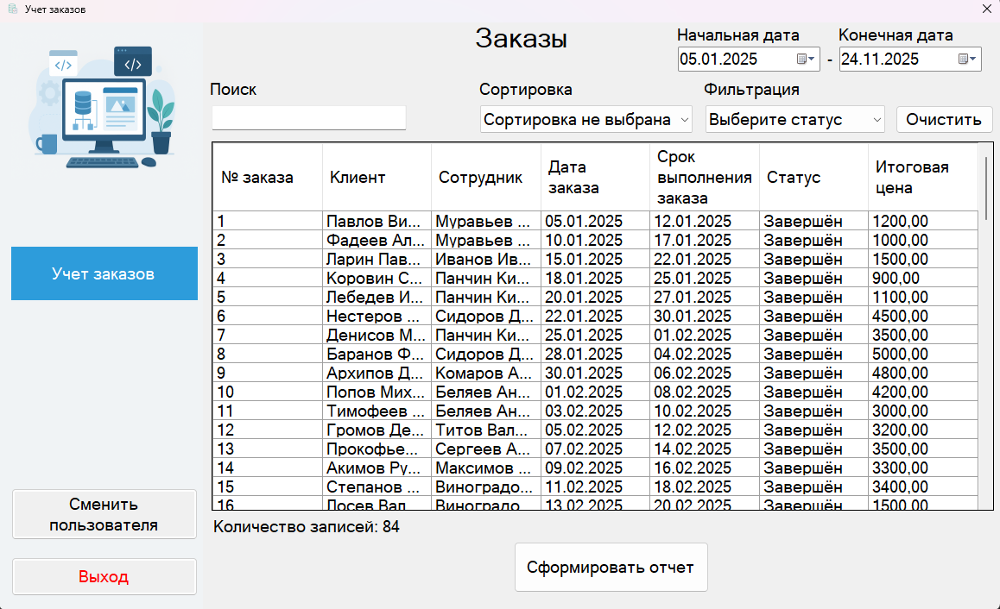 Учет заказов
Заказы
Начальная дата
Конечная дата
05.01.2025 - 24.11.2025
Поиск
Сортировка
Фильтрация
Сортировка не выбрана
Выберите статус
Очистить
№ заказа Клиент Сотрудник Дата заказа Срок выполнения заказа Статус Итоговая цена
1 Павлов Ви... Муравьев ... 05.01.2025 12.01.2025 Завершён 1200,00
2 Фадеев Ал... Муравьев ... 10.01.2025 17.01.2025 Завершён 1000,00
3 Ларин Пав... Иванов Ив... 15.01.2025 22.01.2025 Завершён 1500,00
4 Коровин С... Панчин Ки... 18.01.2025 25.01.2025 Завершён 900,00
5 Лебедев И... Панчин Ки... 20.01.2025 27.01.2025 Завершён 1100,00
6 Нестеров ... Сидоров Д... 22.01.2025 30.01.2025 Завершён 4500,00
7 Денисов М... Панчин Ки... 25.01.2025 01.02.2025 Завершён 3500,00
8 Баранов Ф... Сидоров Д... 28.01.2025 04.02.2025 Завершён 5000,00
9 Архипов Д... Комаров А... 30.01.2025 06.02.2025 Завершён 4800,00
10 Попов Мих... Беляев Ан... 01.02.2025 08.02.2025 Завершён 4200,00
11 Тимофеев ... Беляев Ан... 03.02.2025 10.02.2025 Завершён 3000,00
12 Громов Де... Титов Вал... 05.02.2025 12.02.2025 Завершён 3200,00
13 Прокофье... Сергеев А... 07.02.2025 14.02.2025 Завершён 3500,00
14 Акимов Ру... Максимов ... 09.02.2025 16.02.2025 Завершён 3300,00
15 Степанов ... Виноградо... 11.02.2025 18.02.2025 Завершён 3400,00
16 Лосев Вал... Виноградо... 13.02.2025 20.02.2025 Завершён 1500,00
Количество записей: 84
Сформировать отчет
Учет заказов
Сменить
пользователя
Выход